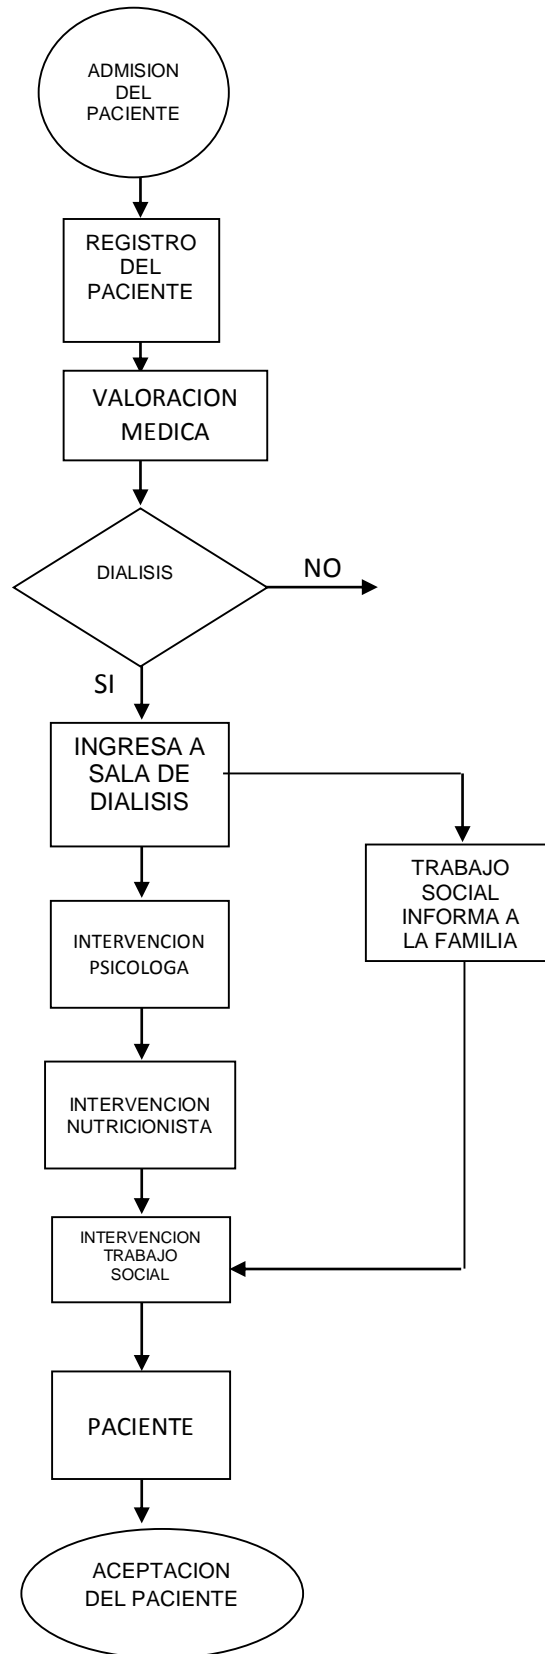 ADMISION
DEL
PACIENTE
REGISTRO
DEL
PACIENTE
VALORACION
MEDICA
DIALISIS
NO
SI
INGRESA A
SALA DE
DIALISIS
TRABAJO
SOCIAL
INFORMA A
LA FAMILIA
INTERVENCION
PSICOLOGA
INTERVENCION
NUTRICIONISTA
INTERVENCION
TRABAJO
SOCIAL
PACIENTE
ACEPTACION
DEL PACIENTE